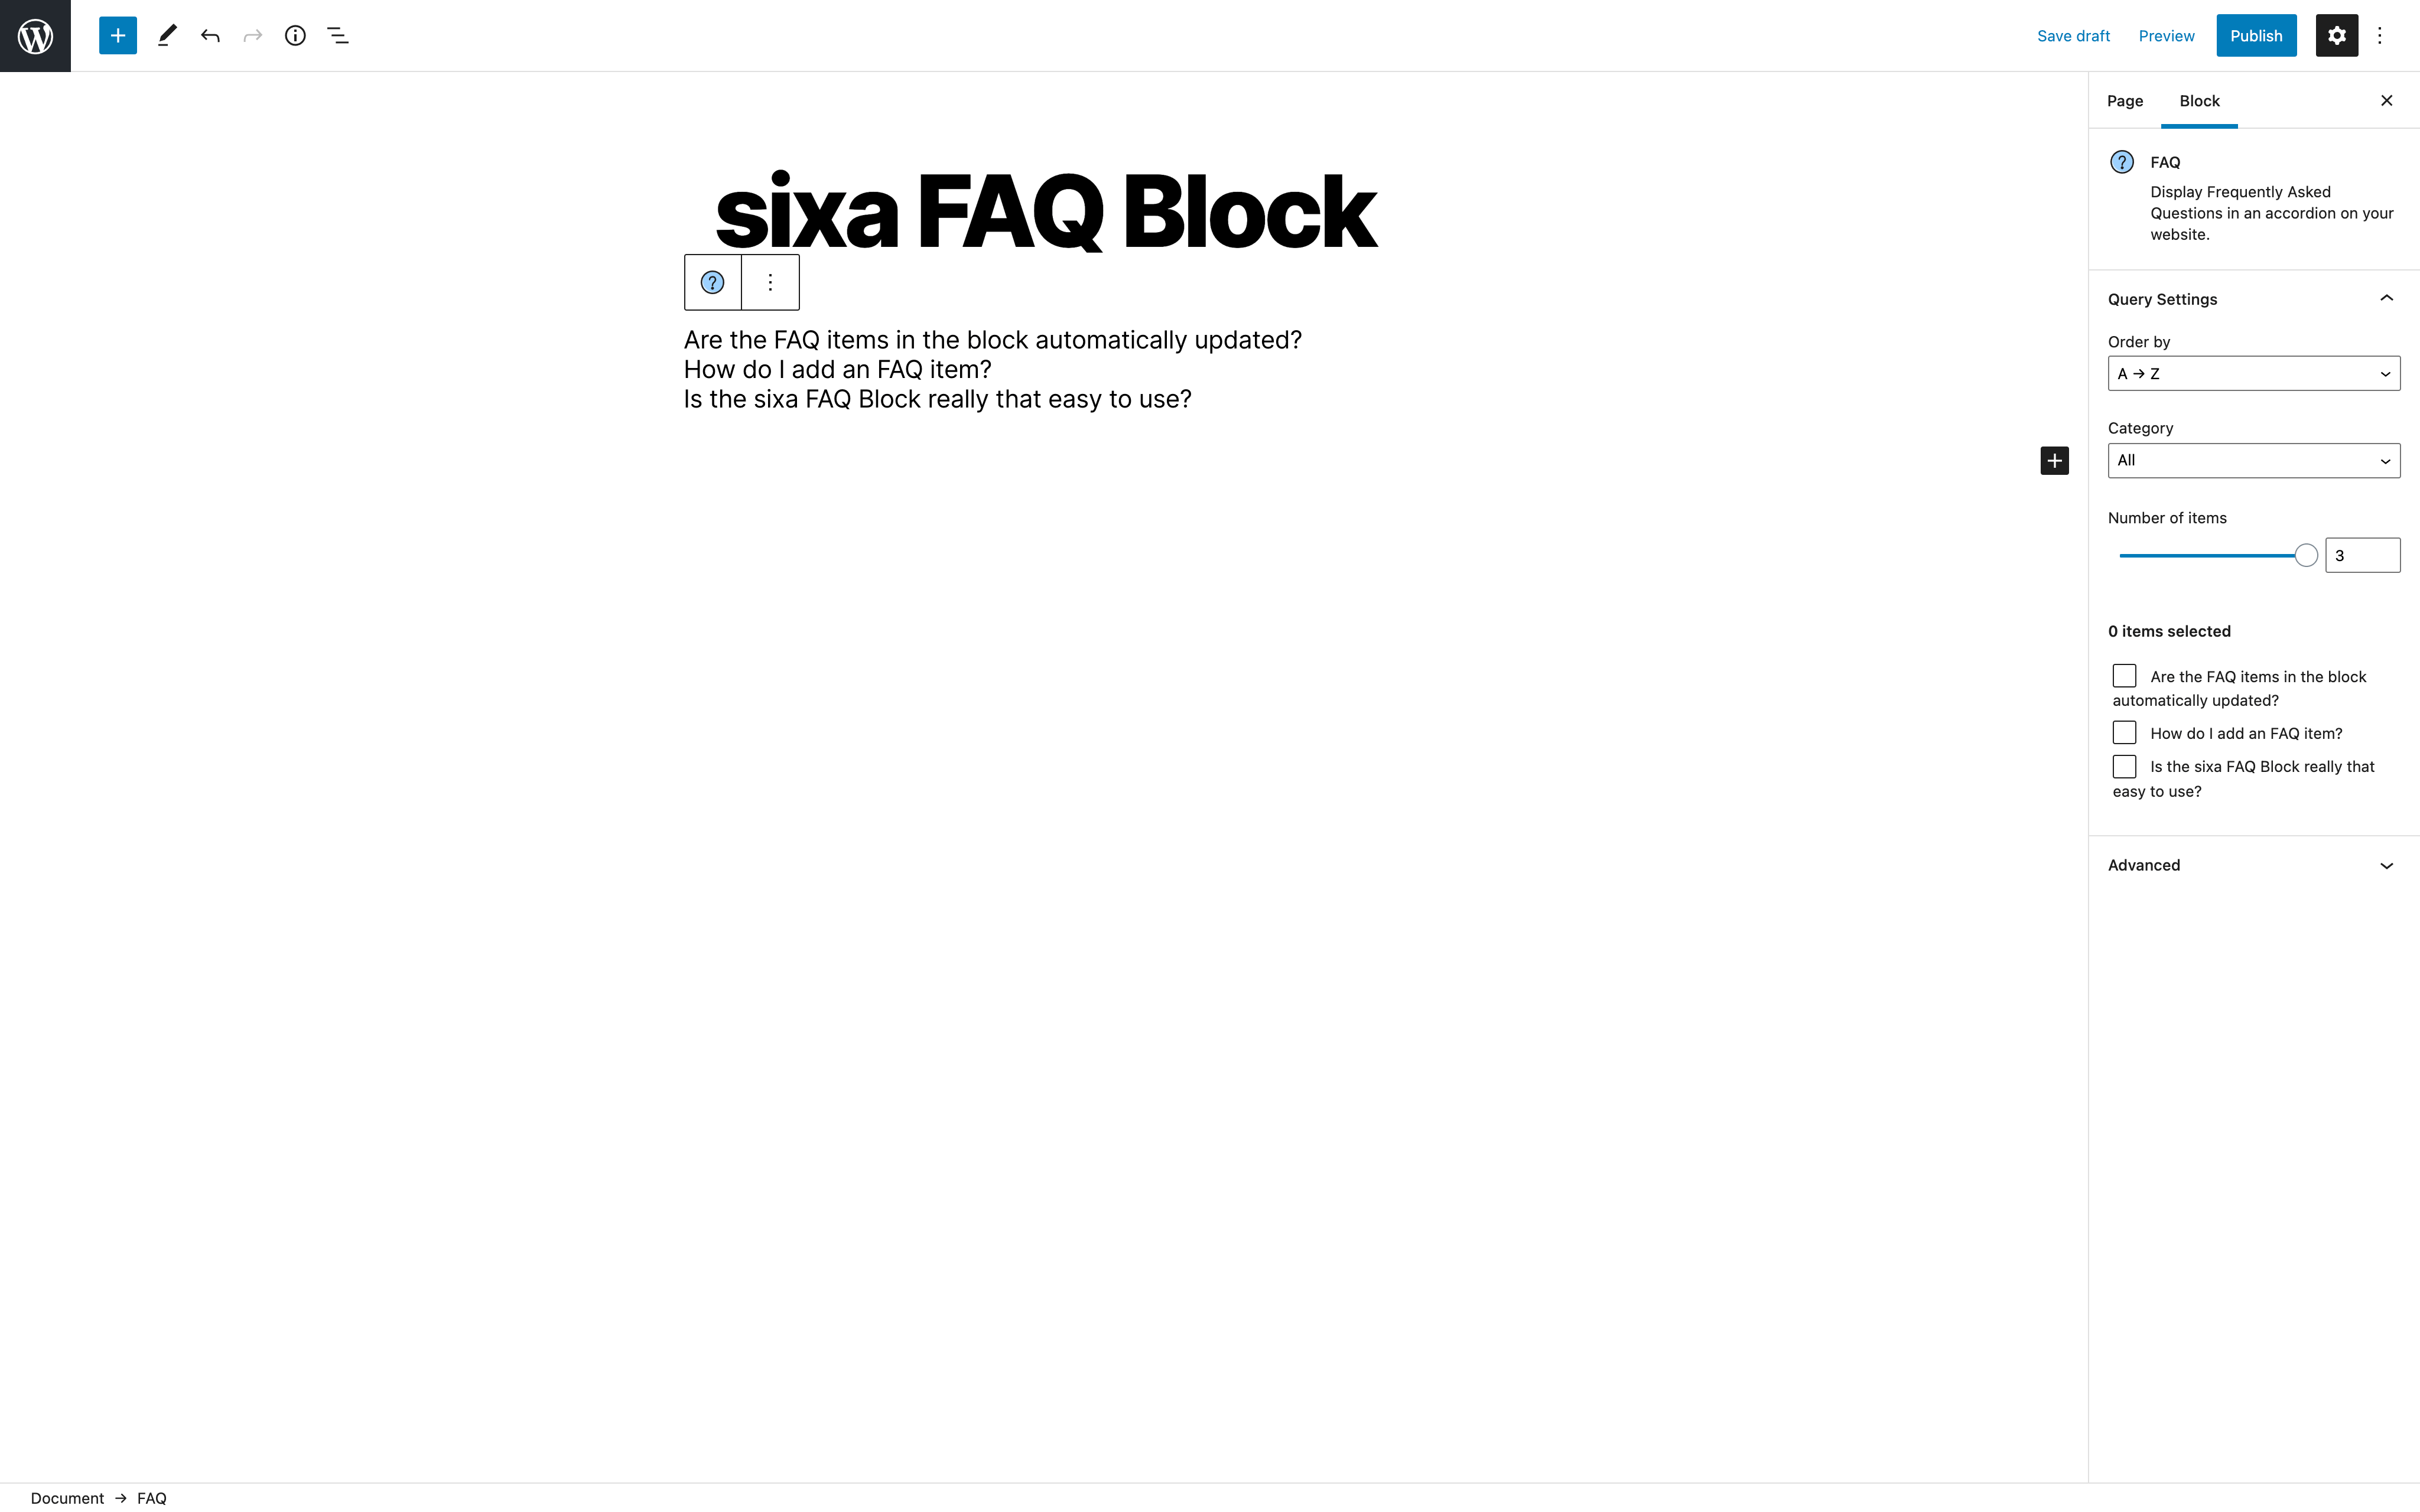 Save draft Preview Publish
Page Block
FAQ
Display Frequently Asked
Questions in an accordion on your
website.
sixa FAQ Block
Are the FAQ items in the block automatically updated?
How do I add an FAQ item?
Is the sixa FAQ Block really that easy to use?
Query Settings
Order by
A → Z
Category
All
Number of items
3
0 items selected
Are the FAQ items in the block
automatically updated?
How do I add an FAQ item?
Is the sixa FAQ Block really that
easy to use?
Advanced
Document → FAQ